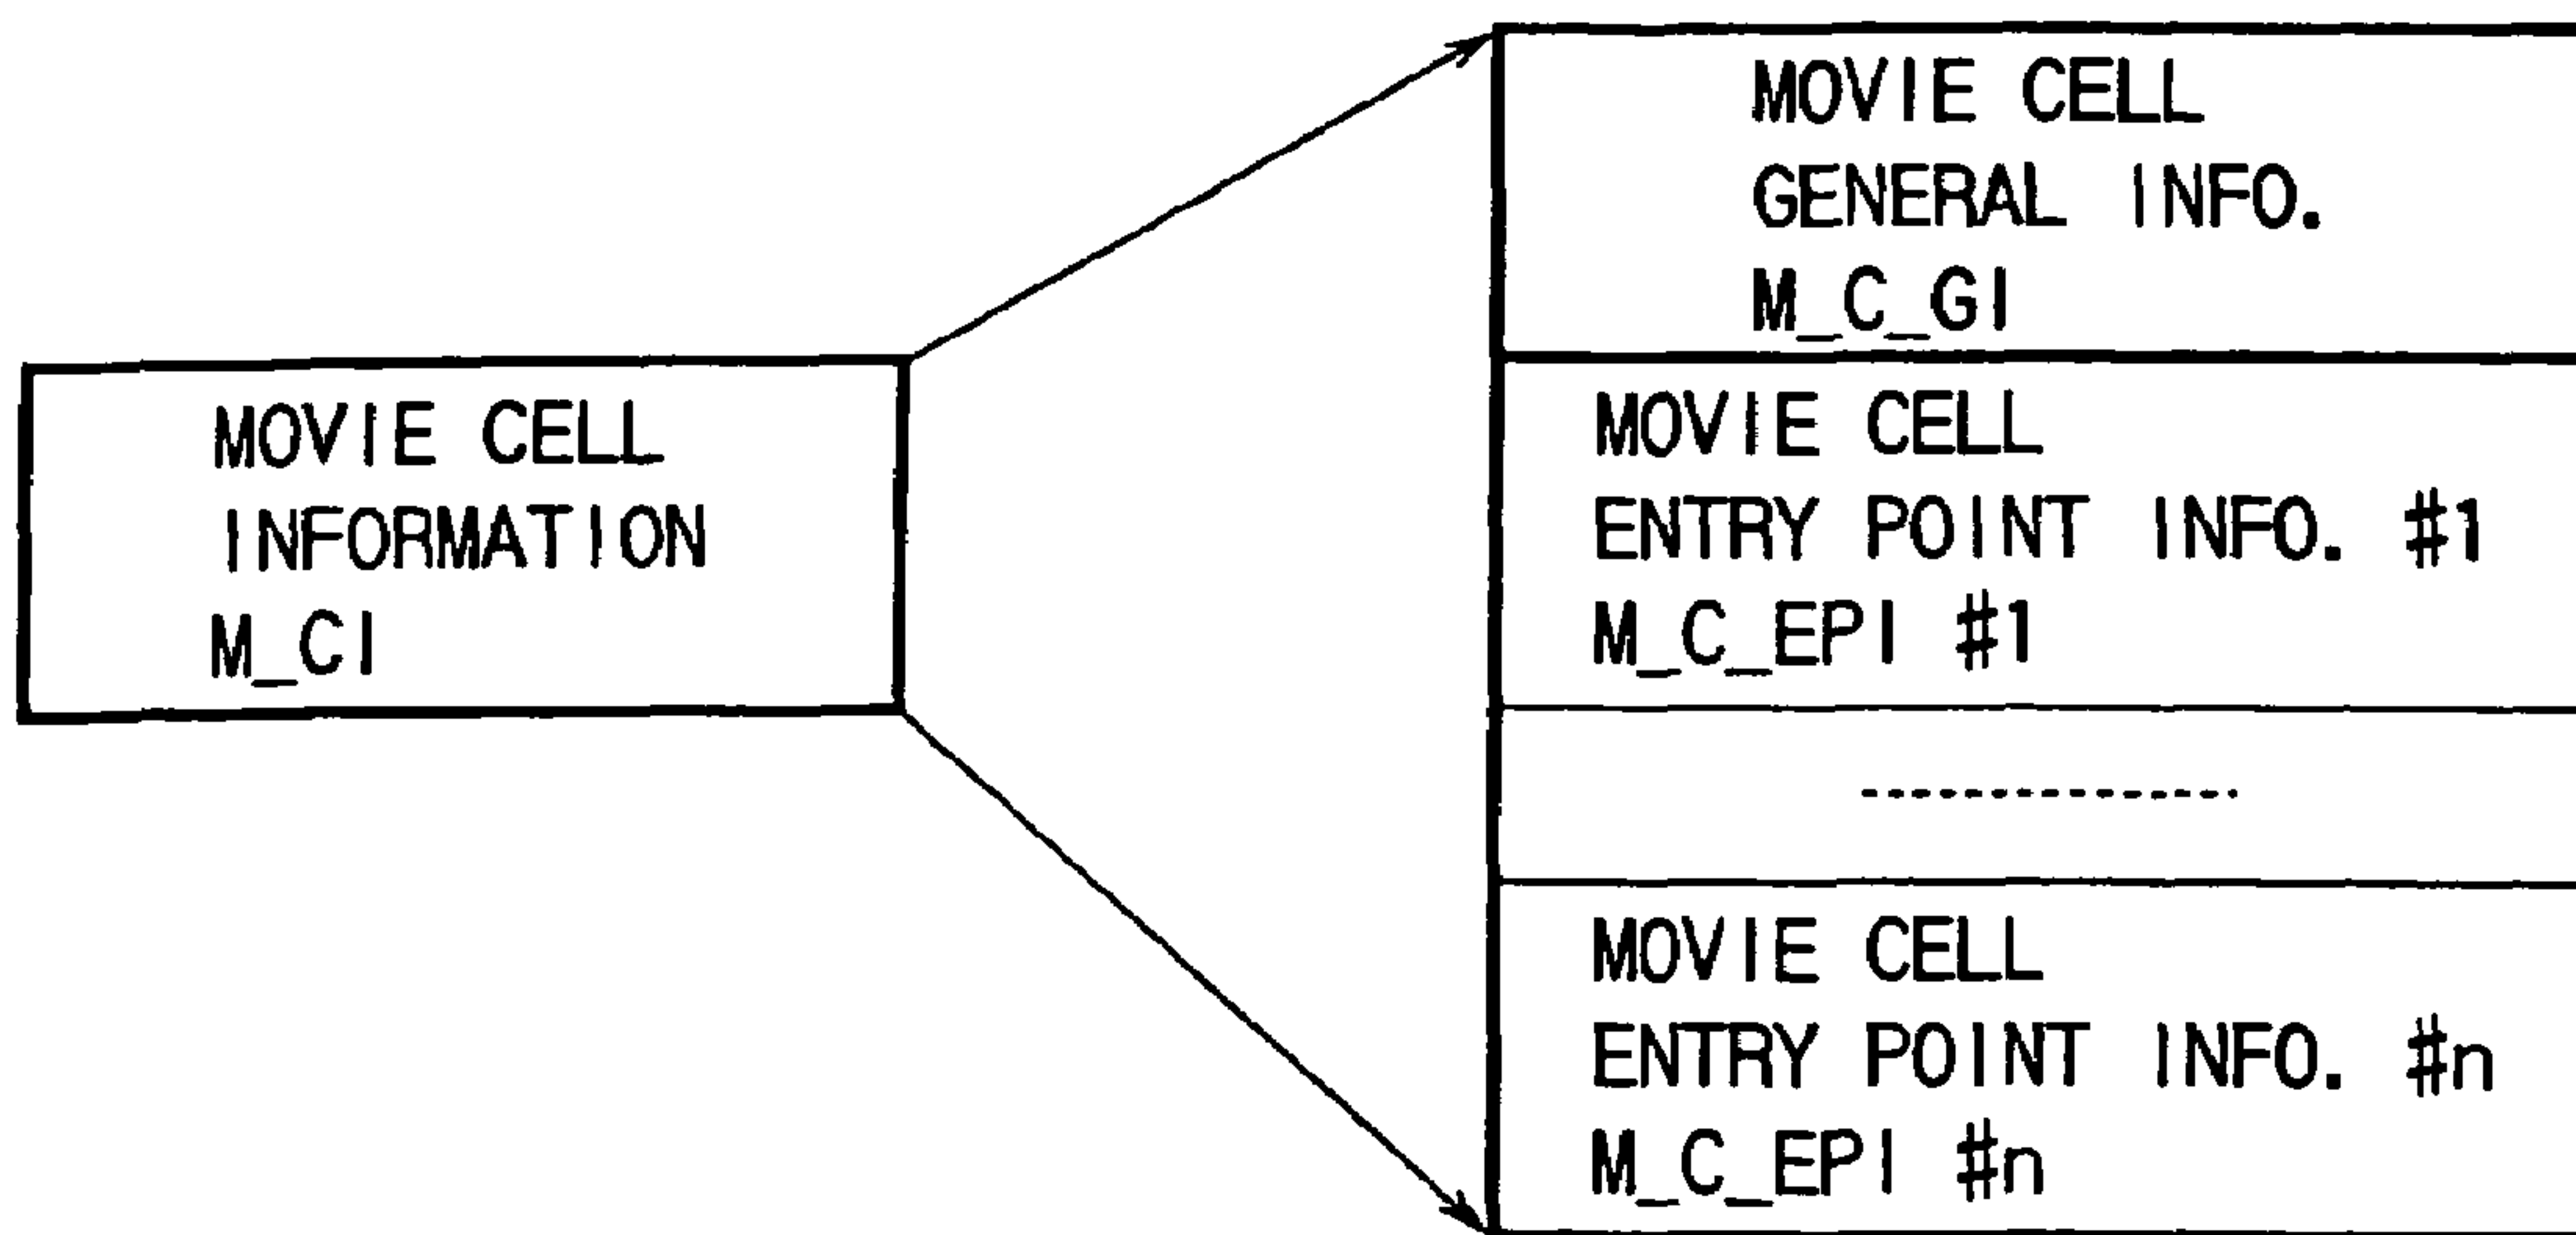 MOVIE CELL
INFORMATION
M_CI
MOVIE CELL
GENERAL INFO.
M_C_GI
MOVIE CELL
ENTRY POINT INFO. #1
M_C_EPI #1
MOVIE CELL
ENTRY POINT INFO. #n
M_C_EPI #n